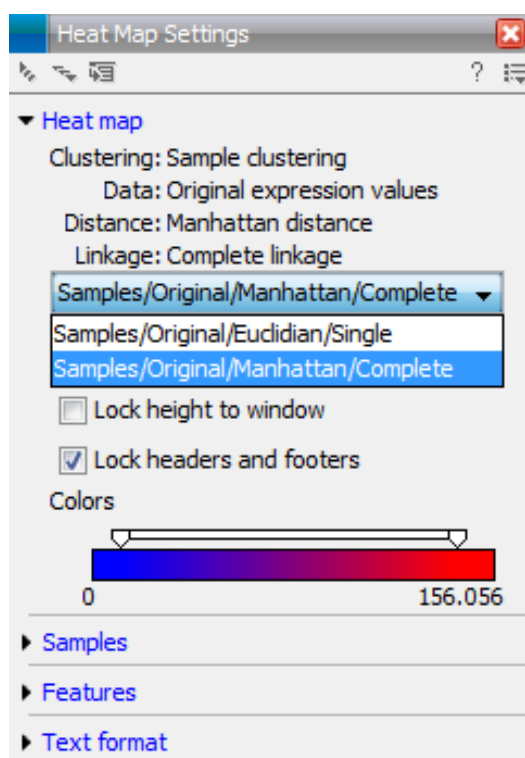 Heat Map Settings
?
Heat map
Clustering: Sample clustering
Data: Original expression values
Distance: Manhattan distance
Linkage: Complete linkage
Samples/Original/Manhattan/Complete
Samples/Original/Euclidian/Single
Samples/Original/Manhattan/Complete
Lock height to window
Lock headers and footers
Colors
0 156.056
Samples
Features
Text format